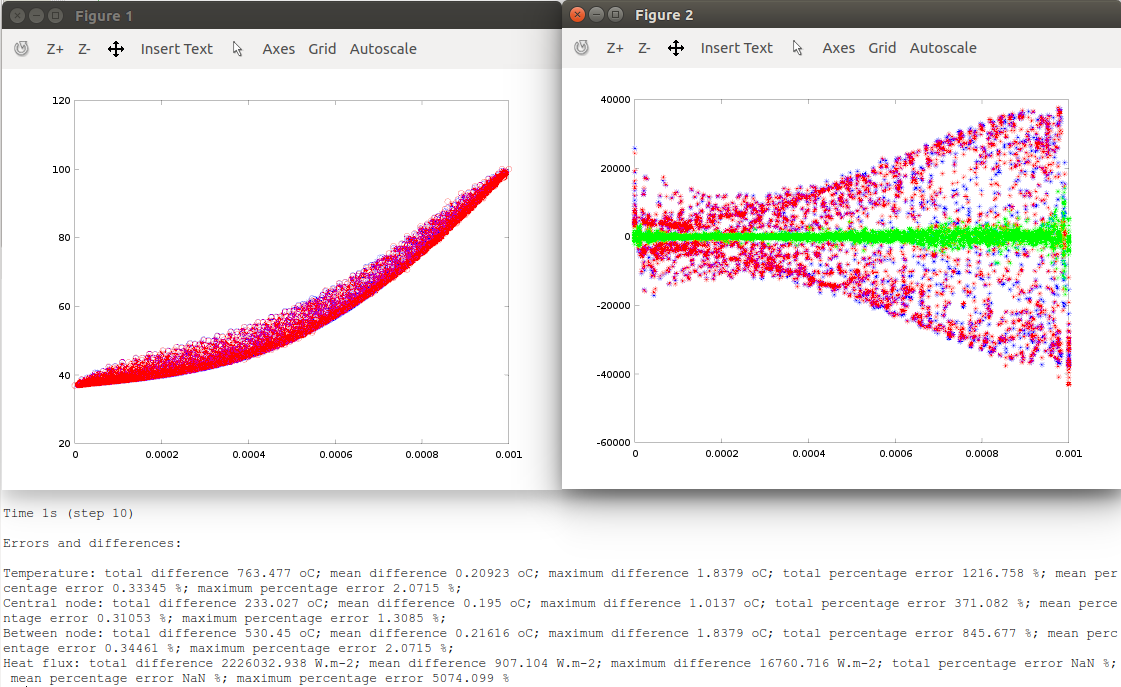 Figure 1
Z+ Z- Insert Text Axes Grid Autoscale
120
100
80
60
40
20
0 0.0002 0.0004 0.0006 0.0008 0.001
Figure 2
Z+ Z- Insert Text Axes Grid Autoscale
40000
20000
0
-20000
-40000
-60000
0 0.0002 0.0004 0.0006 0.0008 0.001
Time 1s (step 10)
Errors and differences:
Temperature: total difference 763.477 oC; mean difference 0.20923 oC; maximum difference 1.8379 oC; total percentage error 1216.758 %; mean per
centage error 0.33345 %; maximum percentage error 2.0715 %;
Central node: total difference 233.027 oC; mean difference 0.195 oC; maximum difference 1.0137 oC; total percentage error 371.082 %; mean perce
ntage error 0.31053 %; maximum percentage error 1.3085 %;
Between node: total difference 530.45 oC; mean difference 0.21616 oC; maximum difference 1.8379 oC; total percentage error 845.677 %; mean perc
entage error 0.34461 %; maximum percentage error 2.0715 %;
Heat flux: total difference 2226032.938 W.m-2; mean difference 907.104 W.m-2; maximum difference 16760.716 W.m-2; total percentage error NaN %;
mean percentage error NaN %; maximum percentage error 5074.099 %